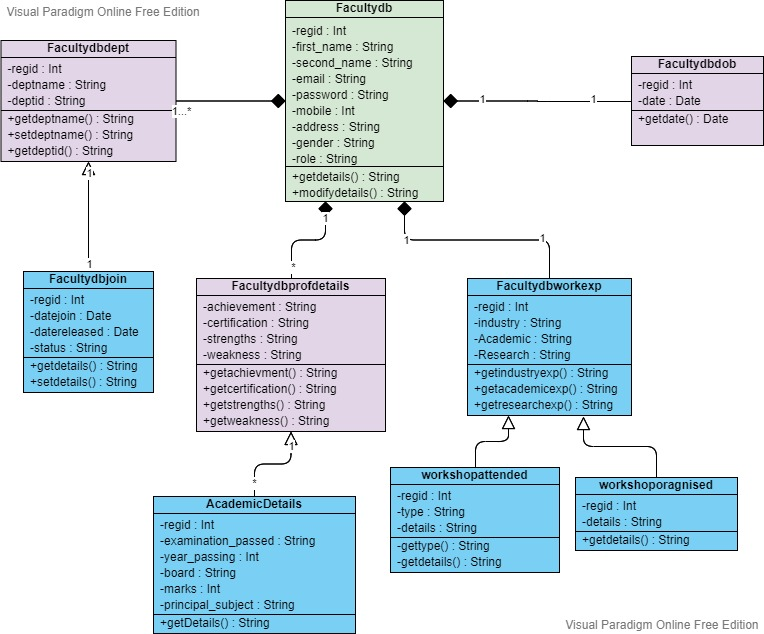 Visual Paradigm Online Free Edition
Facultydb
-regid : Int
-first_name : String
-second_name : String
-email : String
-password : String
-mobile : Int
-address : String
-gender : String
-role : String
+getdetails() : String
+modifydetails() : String
Facultydbdept
-regid : Int
-deptname : String
-deptid : String
+getdeptname() : String
+setdeptname() : String
+getdeptid() : String
1...*
1
1
Facultydbdob
-regid : Int
-date : Date
+getdate() : Date
1
1
Facultydbjoin
-regid : Int
-datejoin : Date
-datereleased : Date
-status : String
+getdetails() : String
+setdetails() : String
1
*
1
1
Facultydbprofdetails
-achievement : String
-certification : String
-strengths : String
-weakness : String
+getachievment() : String
+getcertification() : String
+getstrengths() : String
+getweakness() : String
Facultydbworkexp
-regid : Int
-industry : String
-Academic : String
-Research : String
+getindustryexp() : String
+getacademicexp() : String
+getresearchexp() : String
1
*
AcademicDetails
-regid : Int
-examination_passed : String
-year_passing : Int
-board : String
-marks : Int
-principal_subject : String
+getDetails() : String
workshopattended
-regid : Int
-type : String
-details : String
-gettype() : String
-getdetails() : String
workshoporagnised
-regid : Int
-details : String
+getdetails() : String
Visual Paradigm Online Free Edition